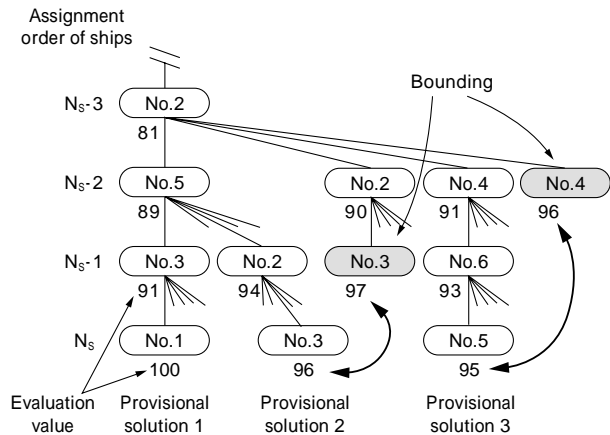 Assignment
order of ships
Bounding
NS-3
No.2
81
NS-2
No.5
No.2
No.4
No.4
89
90
91
96
NS-1
No.3
No.2
No.3
No.6
91
94
97
93
NS
No.1
No.3
No.5
100
96
95
Evaluation
value
Provisional
solution 1
Provisional
solution 2
Provisional
solution 3